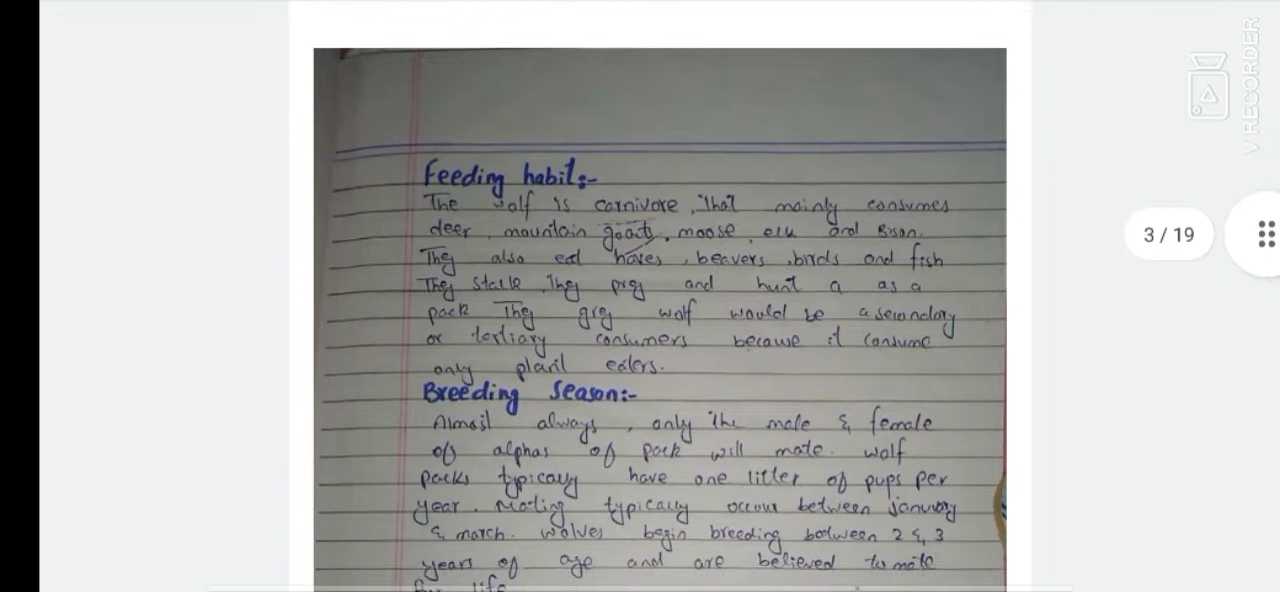 Feeding habit:-
The wolf is carnivore, that mainly consumes
deer, mountain goats, moose, elk and Bison.
They also eat hares, beavers, birds and fish
They stalk they prey and hunt a as a
pack They grey wolf would be a secondary
or tertiary consumers because it consume
only plant eaters.
Breeding Season:-
Almost always, only the male & female
of alphas of pack will mate. wolf
packs typically have one litter of pups per
year. Mating typically occour between january
& march. wolves begin breeding between 2 & 3
years of age and are believed to mate
for life
3 / 19
V RECORDER